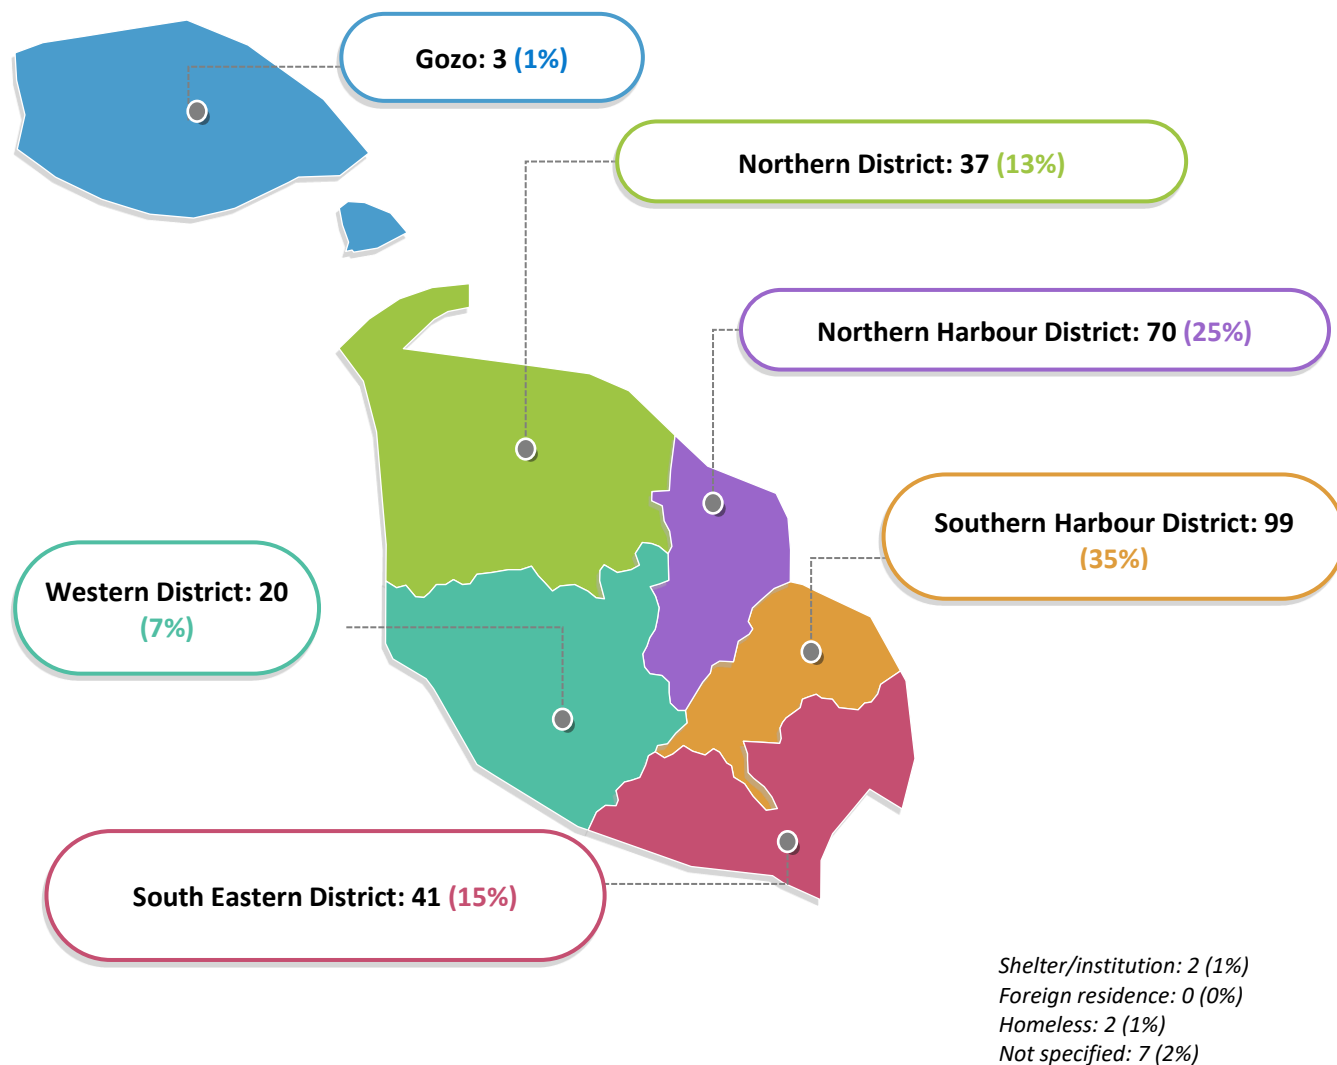 Gozo: 3 (1%)
Northern District: 37 (13%)
Northern Harbour District: 70 (25%)
Southern Harbour District: 99
(35%)
Western District: 20
(7%)
South Eastern District: 41 (15%)
Shelter/institution: 2 (1%)
Foreign residence: 0 (0%)
Homeless: 2 (1%)
Not specified: 7 (2%)